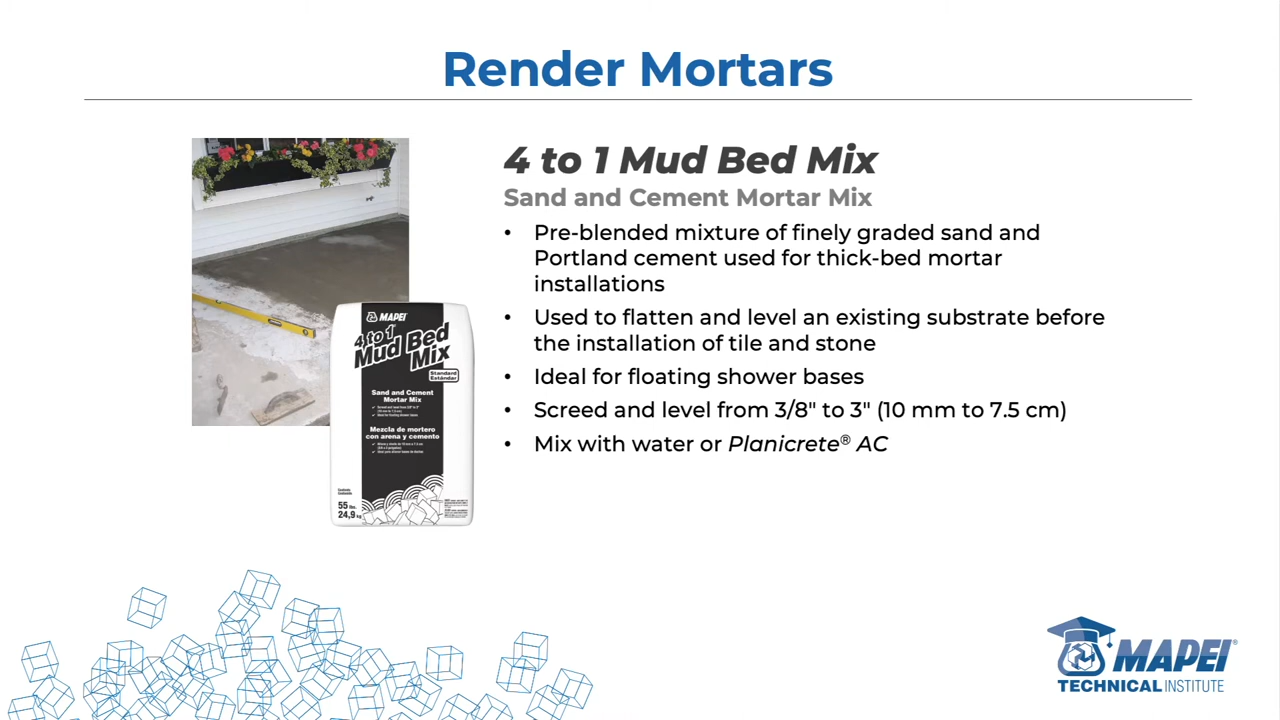 Render Mortars
4 to 1 Mud Bed Mix
Sand and Cement Mortar Mix
• Pre-blended mixture of finely graded sand and
Portland cement used for thick-bed mortar
installations
• Used to flatten and level an existing substrate before
the installation of tile and stone
• Ideal for floating shower bases
• Screed and level from 3/8" to 3" (10 mm to 7.5 cm)
• Mix with water or Planicrete® AC
MAPEI
4 to 1
Mud Bed
Mix
Standard
Estándar
Sand and Cement
Mortar Mix
Mezcla de mortero
con arena y cemento
55 lbs.
24,9 kg
MAPEI®
TECHNICAL INSTITUTE